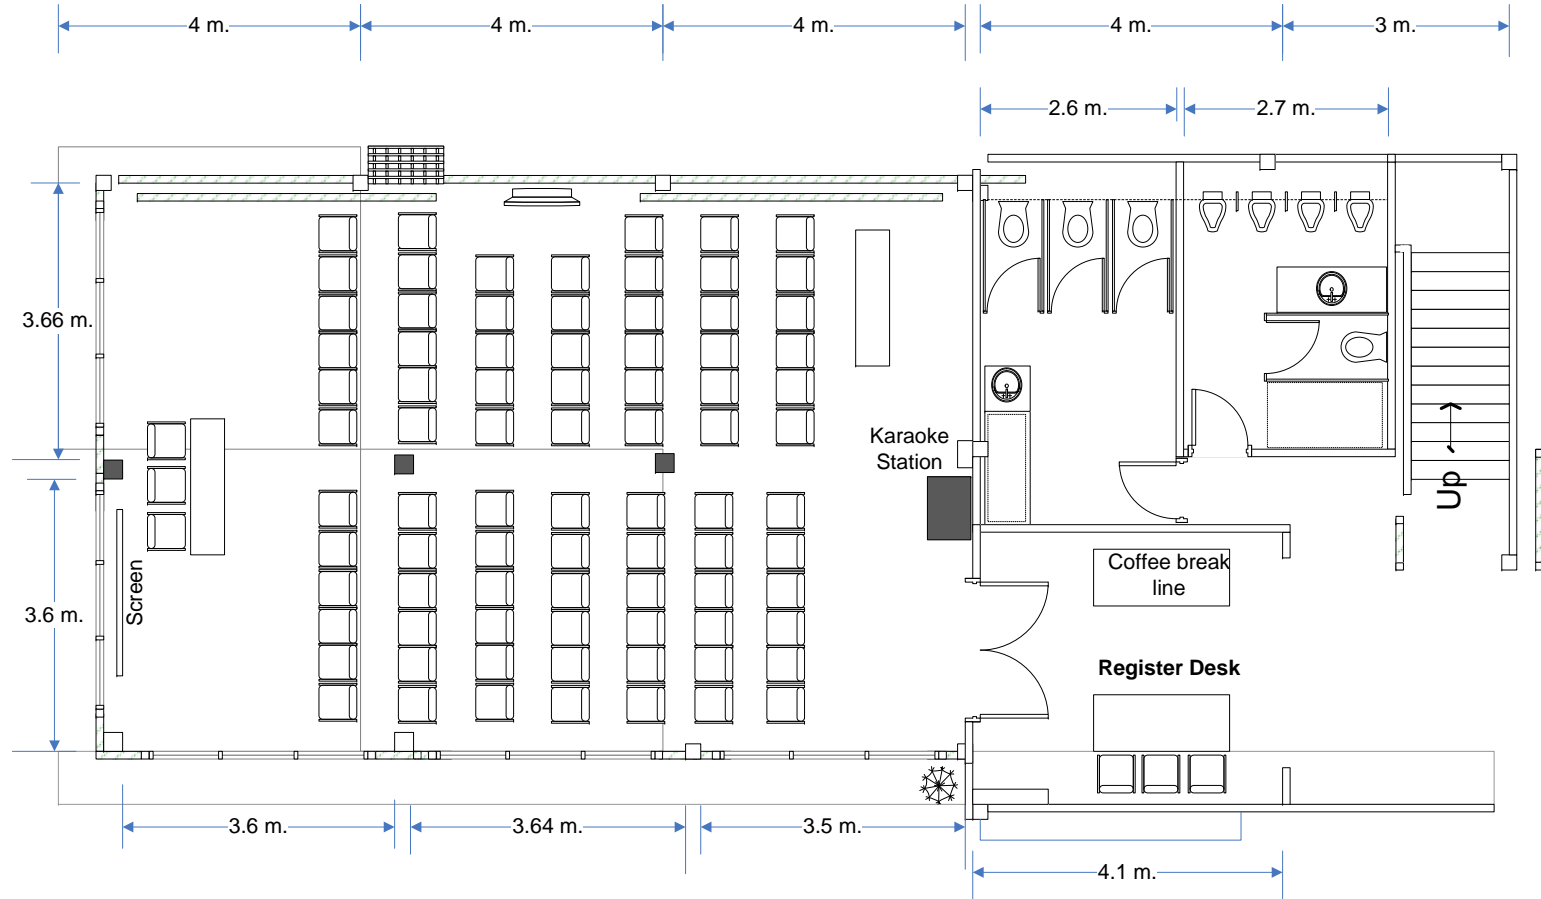 4 m.
4 m.
4 m.
4 m.
3 m.
2.6 m.
2.7 m.
3.66 m.
Karaoke
Station
Up
Screen
Coffee break
line
3.6 m.
Register Desk
3.6 m.
3.64 m.
3.5 m.
4.1 m.